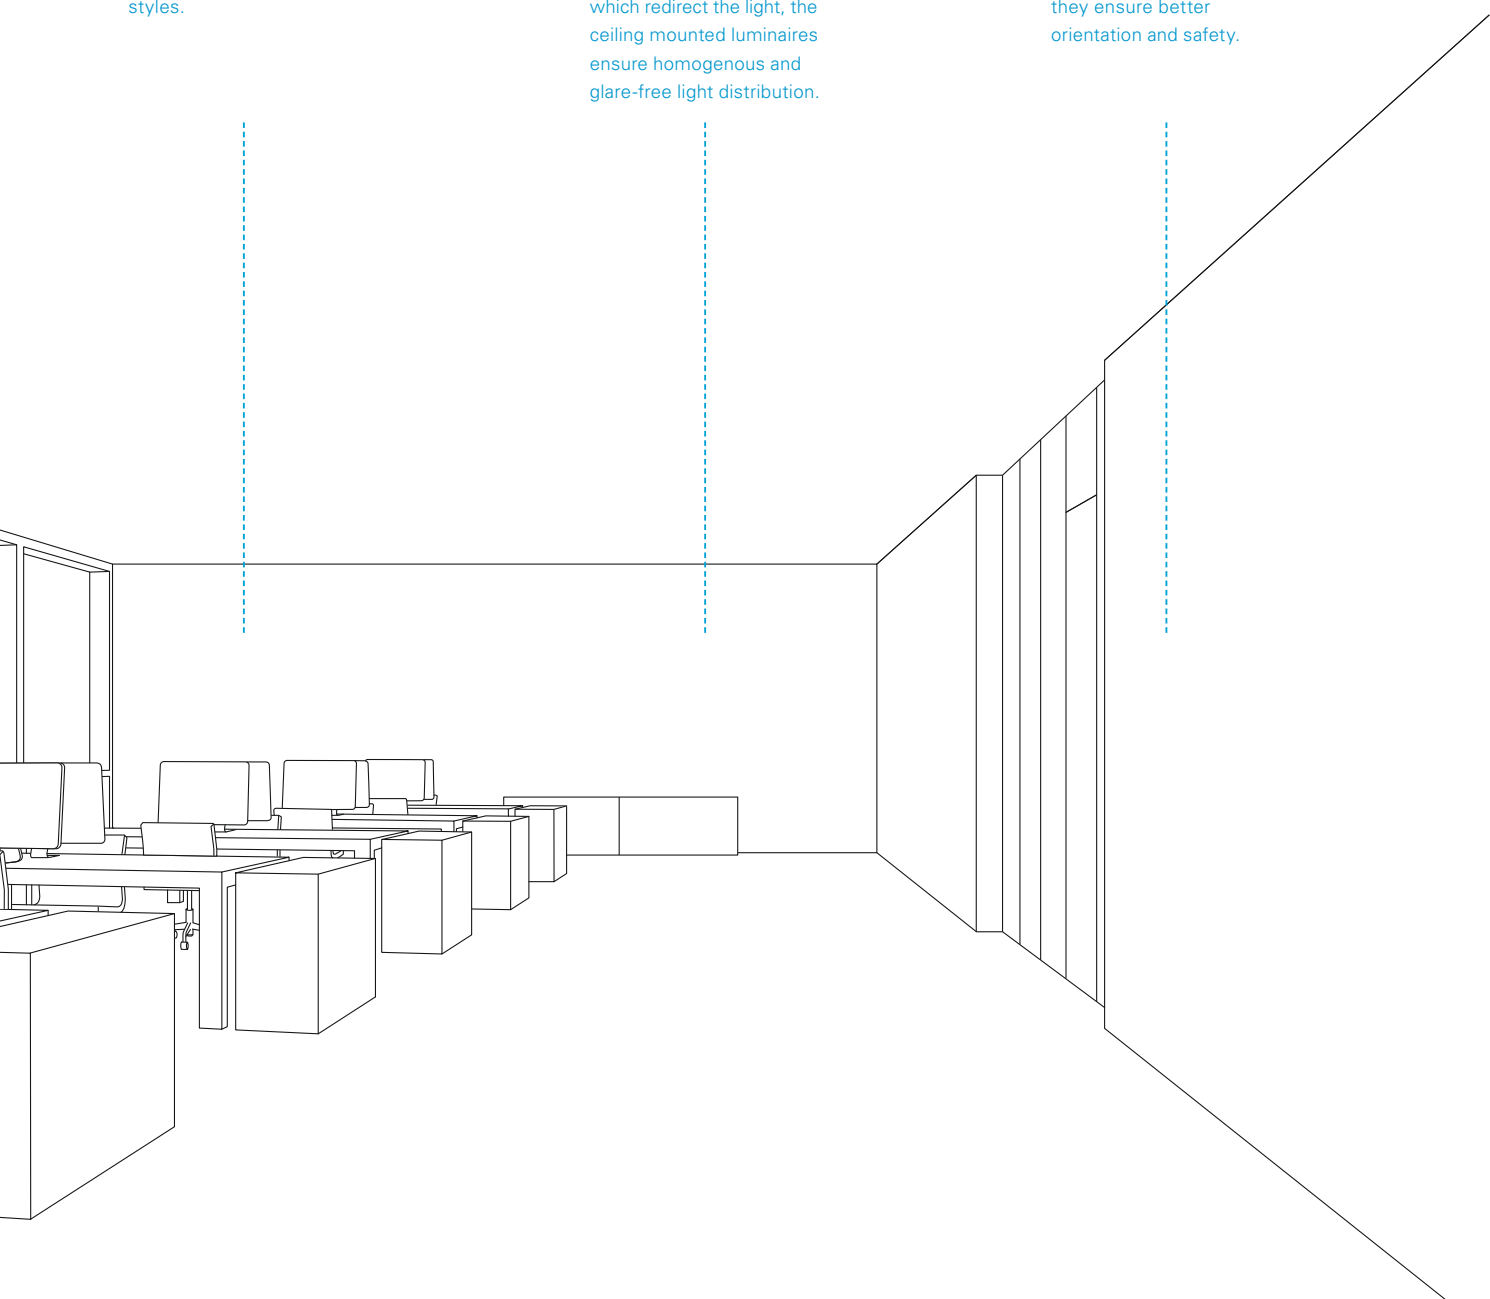 styles.
which redirect the light, the
ceiling mounted luminaires
ensure homogenous and
glare-free light distribution.
they ensure better
orientation and safety.